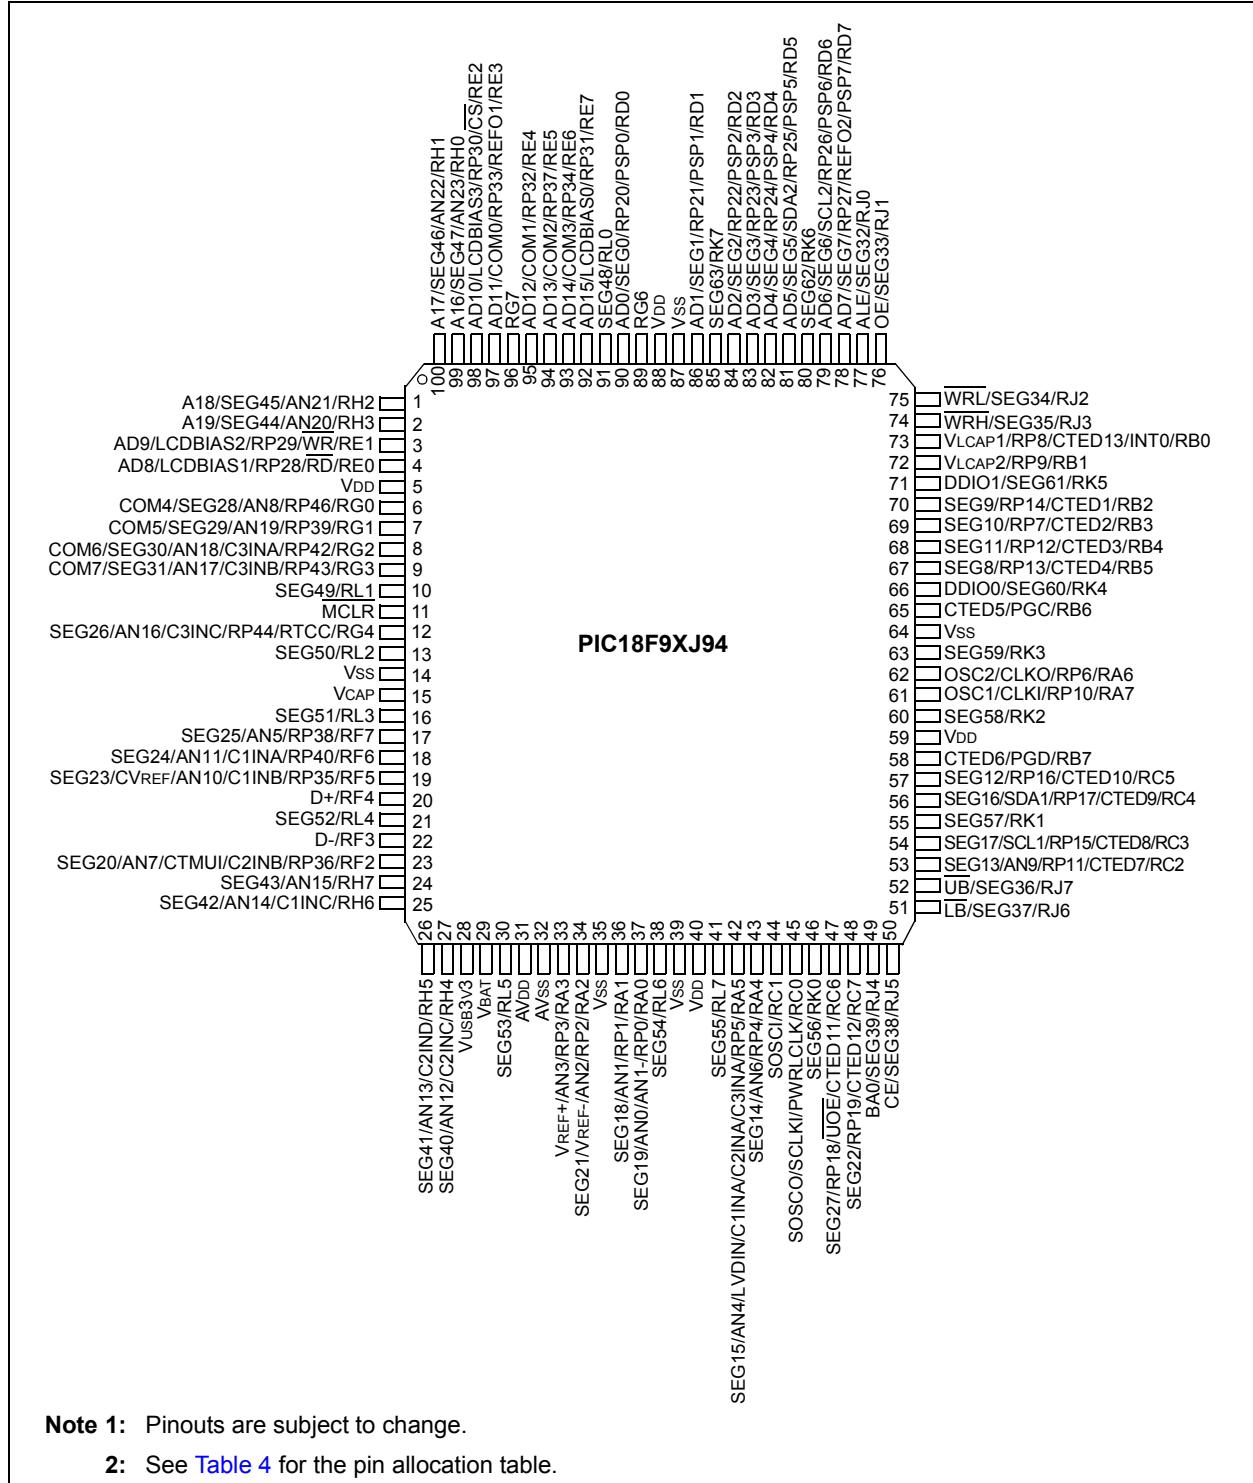 A17/SEG46/AN22/RH1
A16/SEG47/AN23/RH0
AD10/LCDBIAS3/RP30/CS/RE2
AD11/COM0/RP33/REFO1/RE3
RG7
AD12/COM1/RP32/RE4
AD13/COM2/RP37/RE5
AD14/COM3/RP34/RE6
AD15/LCDBIAS0/RP31/RE7
SEG48/RL0
AD0/SEG0/RP20/PSP0/RD0
RG6
VDD
VSS
AD1/SEG1/RP21/PSP1/RD1
SEG63/RK7
AD2/SEG2/RP22/PSP2/RD2
AD3/SEG3/RP23/PSP3/RD3
AD4/SEG4/RP24/PSP4/RD4
AD5/SEG5/SDA2/RP25/PSP5/RD5
SEG62/RK6
AD6/SEG6/SCL2/RP26/PSP6/RD6
AD7/SEG7/RP27/REFO2/PSP7/RD7
ALE/SEG32/RJ0
OE/SEG33/RJ1
100 99 98 97 96 95 94 93 92 91 90 89 88 87 86 85 84 83 82 81 80 79 78 77 76
A18/SEG45/AN21/RH2 1
A19/SEG44/AN20/RH3 2
AD9/LCDBIAS2/RP29/WR/RE1 3
AD8/LCDBIAS1/RP28/RD/RE0 4
VDD 5
COM4/SEG28/AN8/RP46/RG0 6
COM5/SEG29/AN19/RP39/RG1 7
COM6/SEG30/AN18/C3INA/RP42/RG2 8
COM7/SEG31/AN17/C3INB/RP43/RG3 9
SEG49/RL1 10
MCLR 11
SEG26/AN16/C3INC/RP44/RTCC/RG4 12
SEG50/RL2 13
VSS 14
VCAP 15
SEG51/RL3 16
SEG25/AN5/RP38/RF7 17
SEG24/AN11/C1INA/RP40/RF6 18
SEG23/CVREF/AN10/C1INB/RP35/RF5 19
D+/RF4 20
SEG52/RL4 21
D-/RF3 22
SEG20/AN7/CTMUI/C2INB/RP36/RF2 23
SEG43/AN15/RH7 24
SEG42/AN14/C1INC/RH6 25
PIC18F9XJ94
75 WRL/SEG34/RJ2
74 WRH/SEG35/RJ3
73 VLCAP1/RP8/CTED13/INT0/RB0
72 VLCAP2/RP9/RB1
71 DDIO1/SEG61/RK5
70 SEG9/RP14/CTED1/RB2
69 SEG10/RP7/CTED2/RB3
68 SEG11/RP12/CTED3/RB4
67 SEG8/RP13/CTED4/RB5
66 DDIO0/SEG60/RK4
65 CTED5/PGC/RB6
64 VSS
63 SEG59/RK3
62 OSC2/CLKO/RP6/RA6
61 OSC1/CLKI/RP10/RA7
60 SEG58/RK2
59 VDD
58 CTED6/PGD/RB7
57 SEG12/RP16/CTED10/RC5
56 SEG16/SDA1/RP17/CTED9/RC4
55 SEG57/RK1
54 SEG17/SCL1/RP15/CTED8/RC3
53 SEG13/AN9/RP11/CTED7/RC2
52 UB/SEG36/RJ7
51 LB/SEG37/RJ6
26 27 28 29 30 31 32 33 34 35 36 37 38 39 40 41 42 43 44 45 46 47 48 49 50
SEG41/AN13/C2IND/RH5
SEG40/AN12/C2INC/RH4
VUSB3V3
VBAT
SEG53/RL5
AVDD
AVSS
VREF+/AN3/RP3/RA3
SEG21/VREF-/AN2/RP2/RA2
VSS
SEG18/AN1/RP1/RA1
SEG19/AN0/AN1-/RP0/RA0
SEG54/RL6
VSS
VDD
SEG55/RL7
SEG15/AN4/LVDIN/C1INA/C2INA/C3INA/RP5/RA5
SEG14/AN6/RP4/RA4
SOSCI/RC1
SOSCO/SCLKI/PWRLCLK/RC0
SEG56/RK0
SEG27/RP18/UOE/CTED11/RC6
SEG22/RP19/CTED12/RC7
BA0/SEG39/RJ4
CE/SEG38/RJ5
Note 1: Pinouts are subject to change.
2: See Table 4 for the pin allocation table.